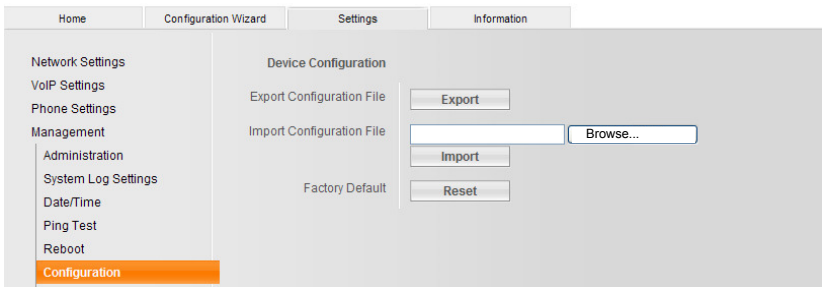 Home Configuration Wizard Settings Information
Network Settings
VoIP Settings
Phone Settings
Management
Administration
System Log Settings
Date/Time
Ping Test
Reboot
Configuration
Device Configuration
Export Configuration File Export
Import Configuration File Browse...
Import
Factory Default Reset